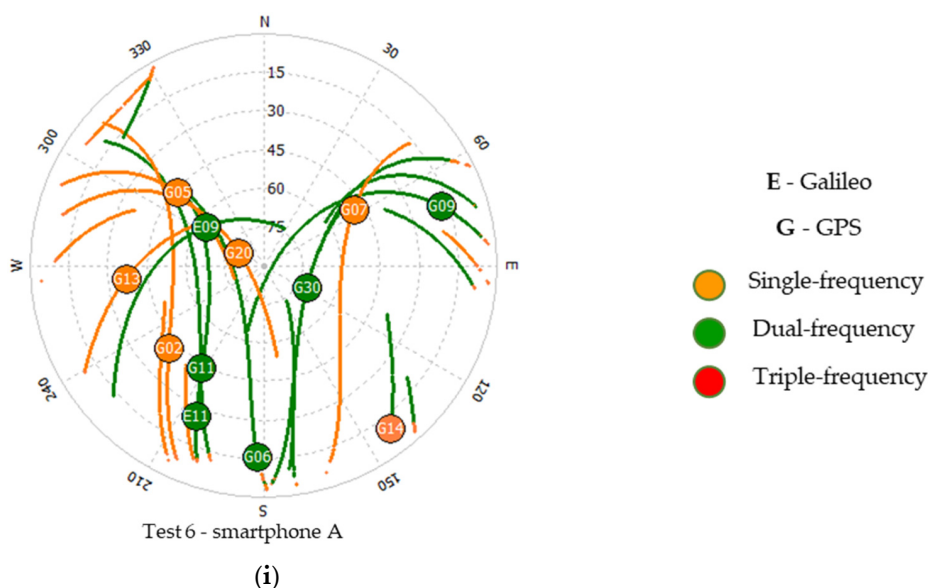 N
330
30
15
30
300
60
45
60
G05
G07
G09
E09
75
G20
W
E
G13
G30
G02
G11
240
120
E11
G14
G06
210
150
S
Test 6 - smartphone A
(i)
E - Galileo
G - GPS
Single-frequency
Dual-frequency
Triple-frequency